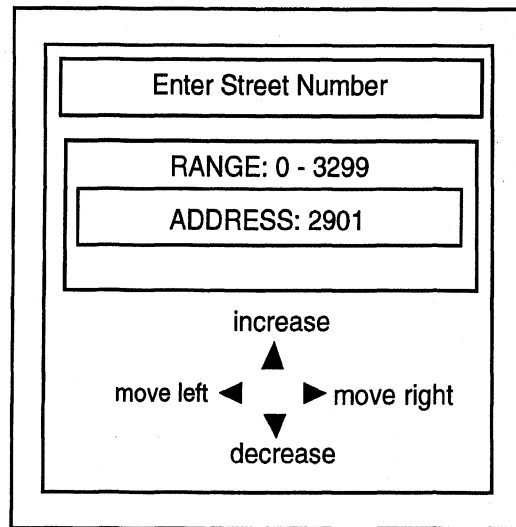 Enter Street Number
RANGE: 0 - 3299
ADDRESS: 2901
increase
move left move right
decrease